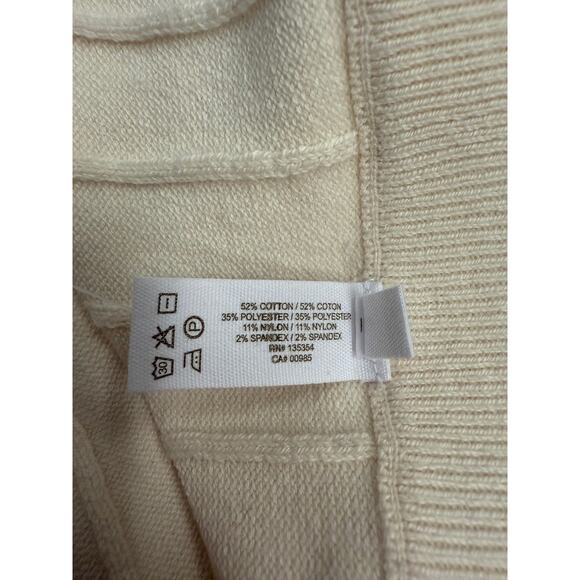 52% COTTON / 52% COTON
35% POLYESTER / 35% POLYESTER
11% NYLON / 11% NYLON
2% SPANDEX / 2% SPANDEX
RN# 135354
CA# 00985
30
P